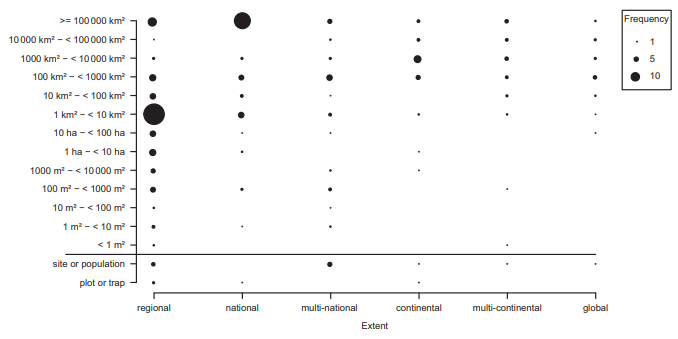 >= 100 000 km²
10 000 km² − < 100 000 km²
1000 km² − < 10 000 km²
100 km² − < 1000 km²
10 km² − < 100 km²
1 km² − < 10 km²
10 ha − < 100 ha
1 ha − < 10 ha
1000 m² − < 10 000 m²
100 m² − < 1000 m²
10 m² − < 100 m²
1 m² − < 10 m²
< 1 m²
site or population
plot or trap
regional national multi-national continental multi-continental global
Extent
Frequency
1
5
10